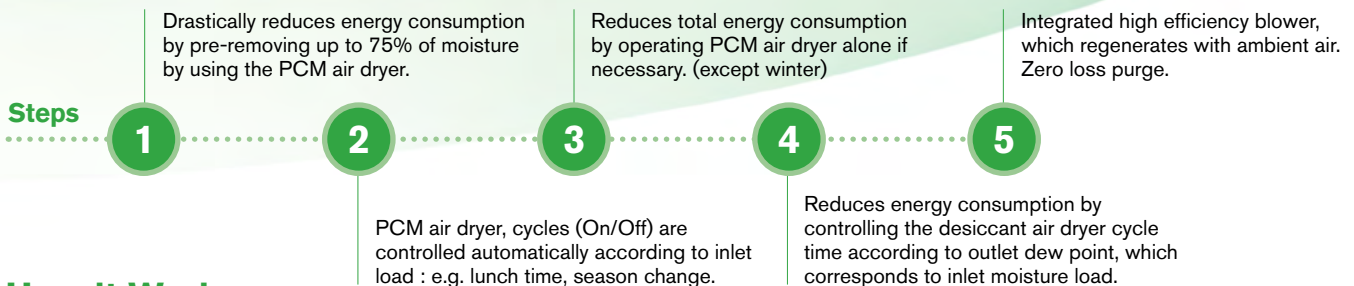 Drastically reduces energy consumption
by pre-removing up to 75% of moisture
by using the PCM air dryer.
Reduces total energy consumption
by operating PCM air dryer alone if
necessary. (except winter)
Integrated high efficiency blower,
which regenerates with ambient air.
Zero loss purge.
Steps
1
2
3
4
5
PCM air dryer, cycles (On/Off) are
controlled automatically according to inlet
load : e.g. lunch time, season change.
Reduces energy consumption by
controlling the desiccant air dryer cycle
time according to outlet dew point, which
corresponds to inlet moisture load.